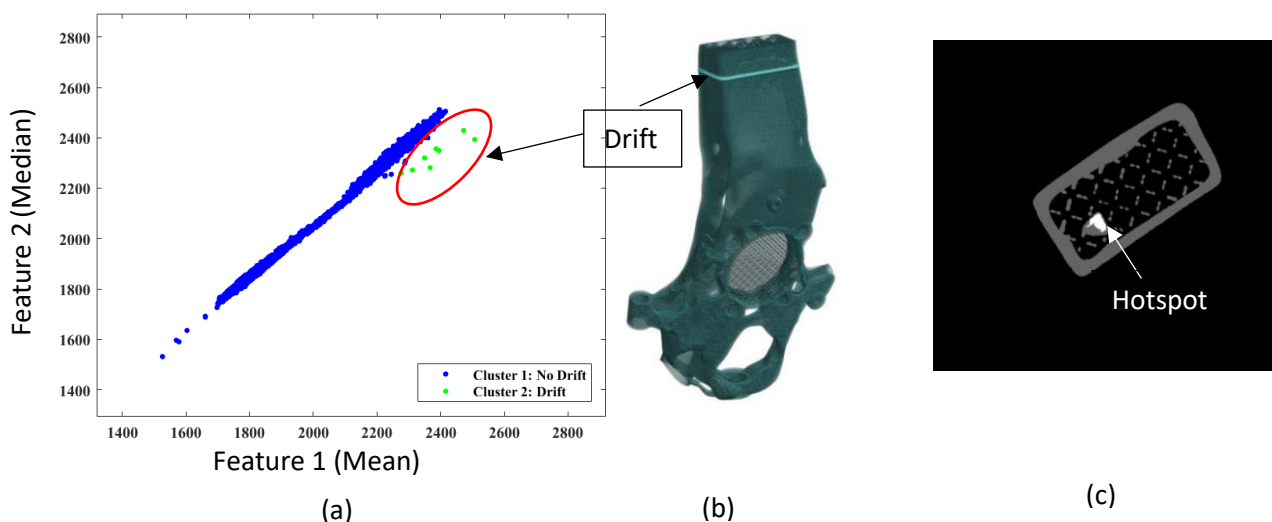 2800
2600
2400
2200
2000
1800
1600
1400
Feature 2 (Median)
Cluster 1: No Drift
Cluster 2: Drift
1400 1600 1800 2000 2200 2400 2600 2800
Feature 1 (Mean)
(a)
Drift
(b)
Hotspot
(c)